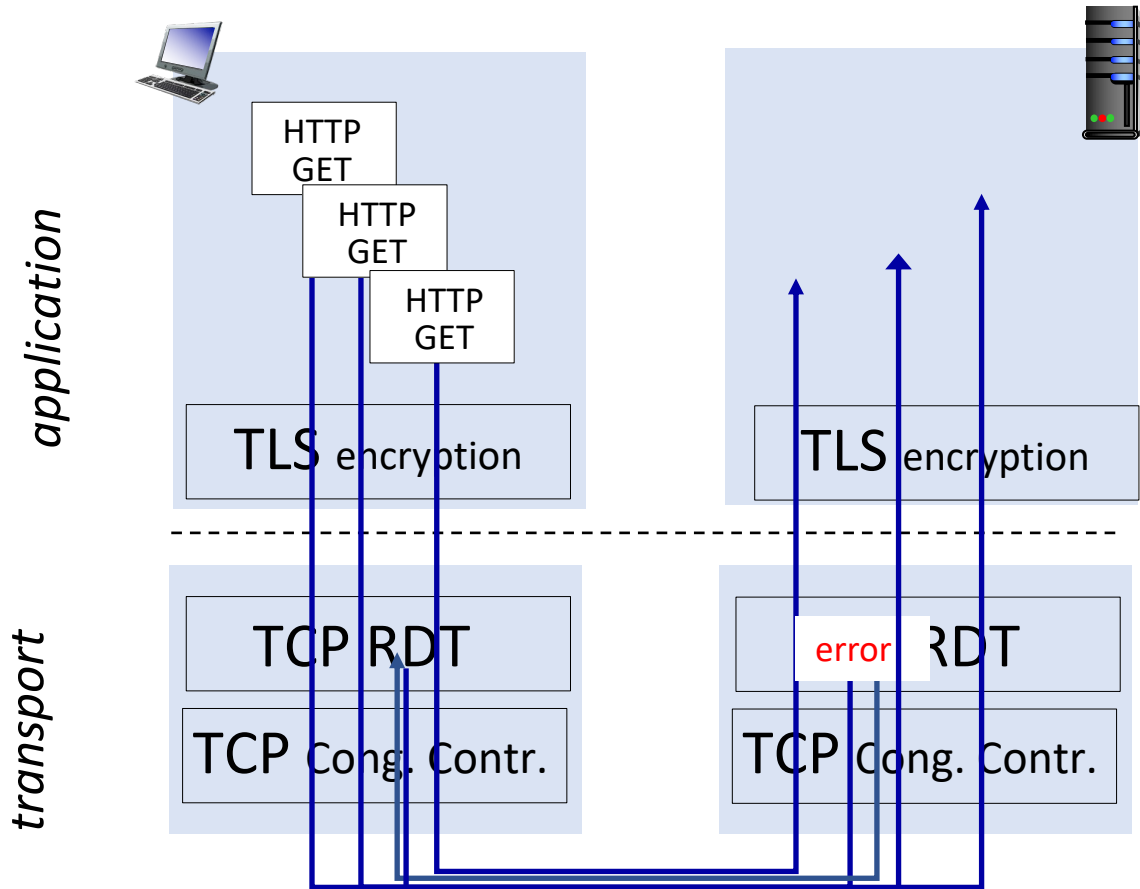 application
HTTP
GET
HTTP
GET
HTTP
GET
TLS encryption
TLS encryption
transport
TCP RDT
error RDT
TCP Cong. Contr.
TCP Cong. Contr.